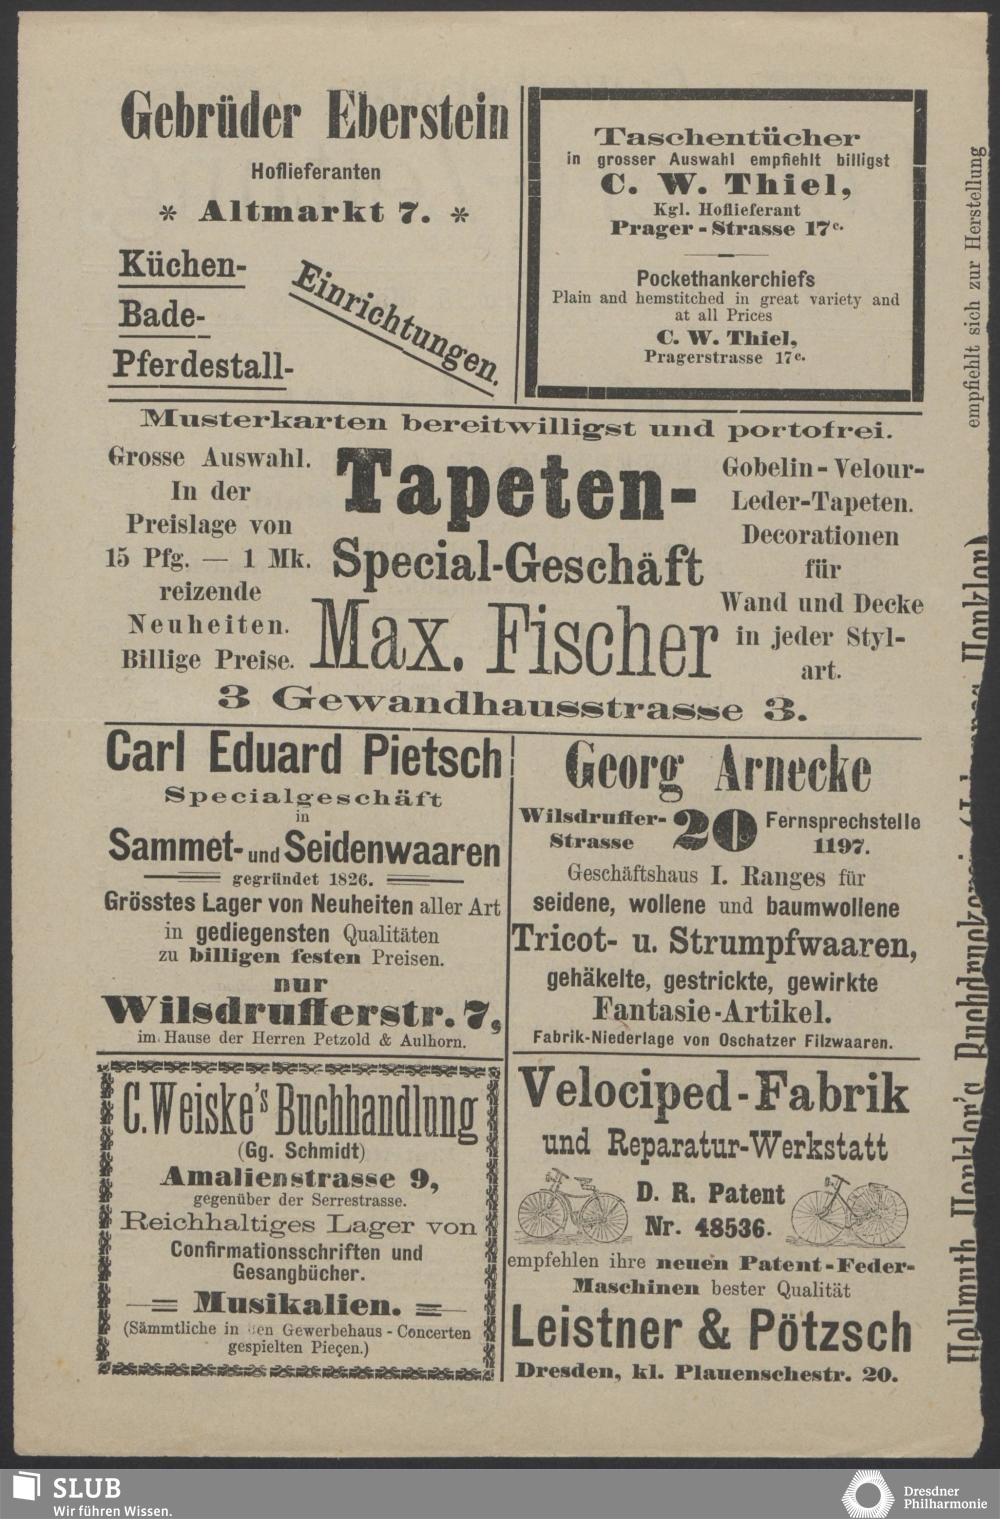 Gebrüder Eberstein
Hoflieferanten
* Altmarkt 7. *
Küchen-
Bade-
Pferdestall-
Einrichtungen.
Taschentücher
in grosser Auswahl empfiehlt billigst
C. W. Thiel,
Kgl. Hoflieferant
Prager-Strasse 17c.
Pockethankerchiefs
Plain and hemstitched in great variety and
at all Prices
C. W. Thiel,
Pragerstrasse 17c.
Musterkarten bereitwilligst und portofrei.
Grosse Auswahl.
In der
Preislage von
15 Pfg. — 1 Mk.
reizende
Neuheiten.
Billige Preise.
Tapeten-
Special-Geschäft
Max. Fischer
Gobelin-Velour-
Leder-Tapeten.
Decorationen
für
Wand und Decke
in jeder Styl-
art.
3 Gewandhausstrasse 3.
Carl Eduard Pietsch
Specialgeschäft
in
Sammet- und Seidenwaaren
gegründet 1826.
Grösstes Lager von Neuheiten aller Art
in gediegensten Qualitäten
zu billigen festen Preisen.
nur
Wilsdrufferstr. 7,
im Hause der Herren Petzold & Aulhorn.
Georg Arnecke
Wilsdruffer-
Strasse
20
Fernsprechstelle
1197.
Geschäftshaus I. Ranges für
seidene, wollene und baumwollene
Tricot- u. Strumpfwaaren,
gehäkelte, gestrickte, gewirkte
Fantasie-Artikel.
Fabrik-Niederlage von Oschatzer Filzwaaren.
C. Weiske's Buchhandlung
(Gg. Schmidt)
Amalienstrasse 9,
gegenüber der Serrestrasse.
Reichhaltiges Lager von
Confirmationsschriften und
Gesangbücher.
Musikalien.
(Sämmtliche in den Gewerbehaus-Concerten
gespielten Pieçen.)
Velociped-Fabrik
und Reparatur-Werkstatt
D. R. Patent
Nr. 48536.
empfehlen ihre neuen Patent-Feder-
Maschinen bester Qualität
Leistner & Pötzsch
Dresden, kl. Plauenschestr. 20.
empfiehlt sich zur Herstellung
SLUB
Wir führen Wissen.
Dresdner
Philharmonie